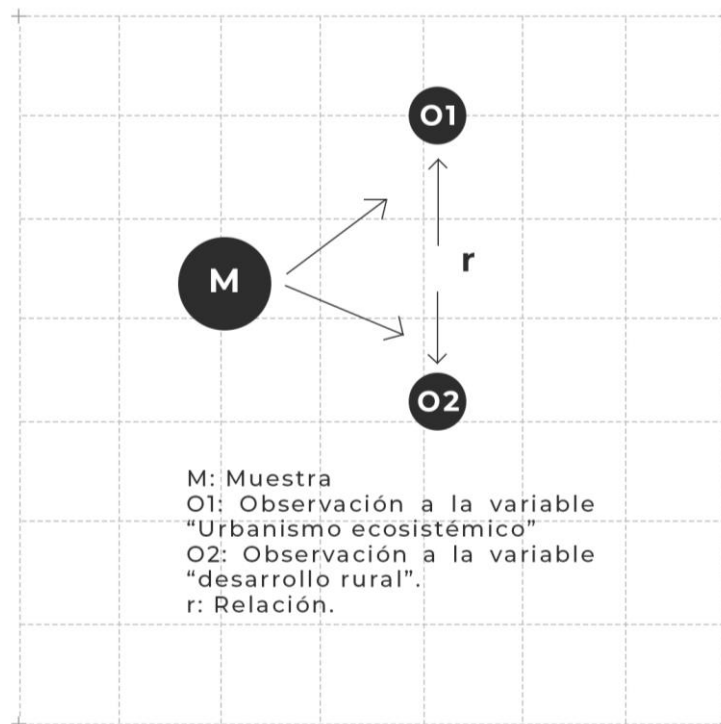 O1
r
M
O2
M: Muestra
O1: Observación a la variable
“Urbanismo ecosistémico”
O2: Observación a la variable
“desarrollo rural”.
r: Relación.